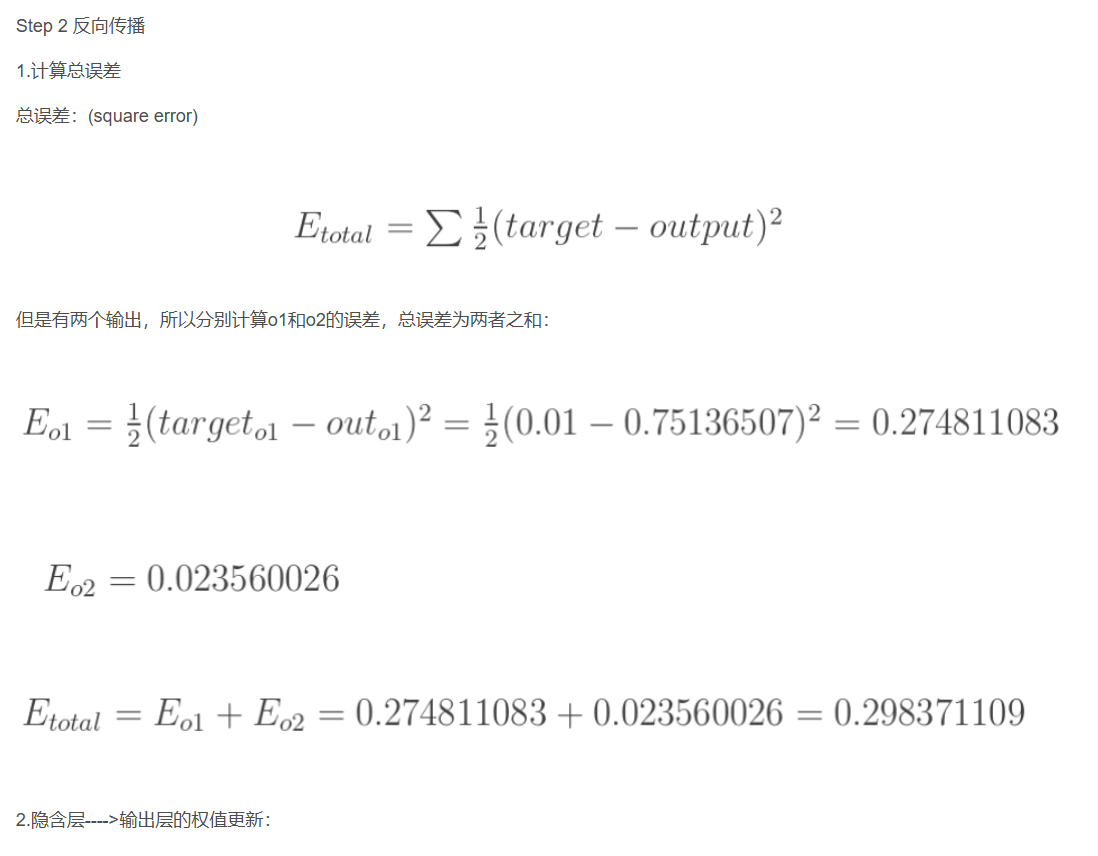 Step 2 反向传播
1.计算总误差
总误差：(square error)
E_{total} = \sum \frac{1}{2}(target - output)^2
但是有两个输出，所以分别计算o1和o2的误差，总误差为两者之和：
E_{o1} = \frac{1}{2}(target_{o1} - out_{o1})^2 = \frac{1}{2}(0.01 - 0.75136507)^2 = 0.274811083
E_{o2} = 0.023560026
E_{total} = E_{o1} + E_{o2} = 0.274811083 + 0.023560026 = 0.298371109
2.隐含层---->输出层的权值更新：